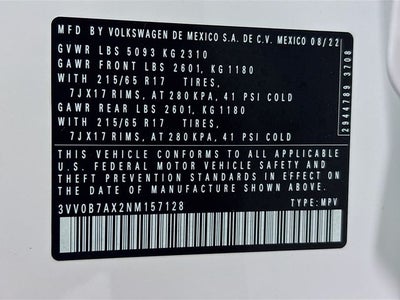 MFD BY VOLKSWAGEN DE MEXICO S.A. DE C.V. MEXICO 08/22
GVWR LBS 5093 KG 2310
GAWR FRONT LBS 2601, KG 1180
WITH 215/65 R17 TIRES,
7JX17 RIMS, AT 280 KPA, 41 PSI COLD
GAWR REAR LBS 2601, KG 1180
WITH 215/65 R17 TIRES,
7JX17 RIMS, AT 280 KPA, 41 PSI COLD
2944789 3708
THIS VEHICLE CONFORMS TO ALL APPLICABLE
U.S. FEDERAL MOTOR VEHICLE SAFETY AND
THEFT PREVENTION STANDARDS IN EFFECT ON
THE DATE OF MANUFACTURE SHOWN ABOVE.
3VV0B7AX2NM157128 TYPE: MPV